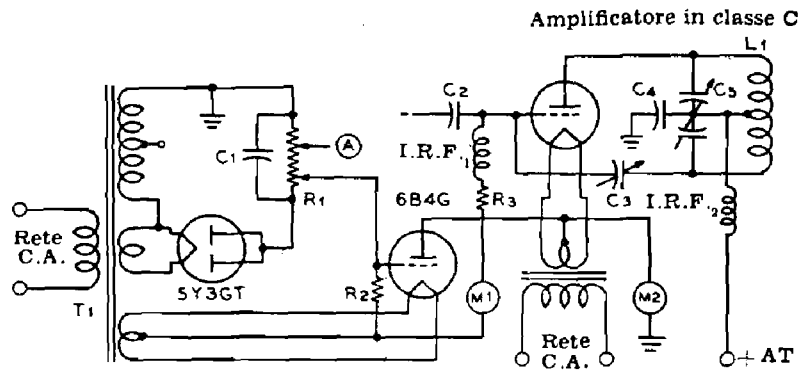 Amplificatore in classe C
L1
C2
C4
C5
C1
A
I.R.F.1
C3
I.R.F.2
R1
6B4G
R3
Rete
C.A.
5Y3GT
R2
M1
M2
T1
Rete
C.A.
+ AT